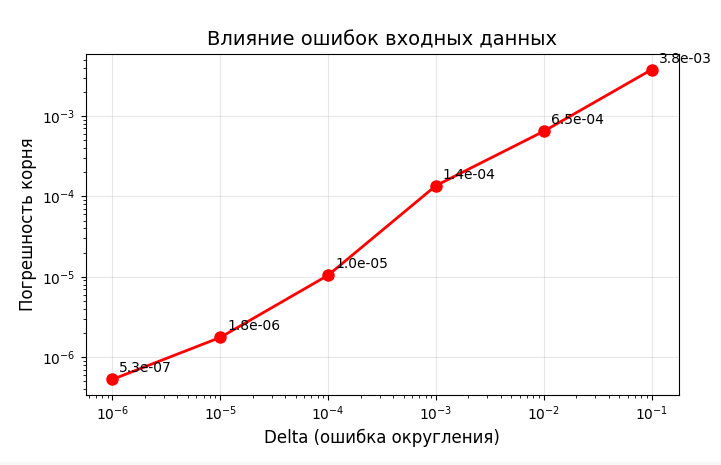 Влияние ошибок входных данных
3.8e-03
10⁻³
6.5e-04
1.4e-04
10⁻⁴
Погрешность корня
1.0e-05
10⁻⁵
1.8e-06
10⁻⁶
5.3e-07
10⁻⁶ 10⁻⁵ 10⁻⁴ 10⁻³ 10⁻² 10⁻¹
Delta (ошибка округления)